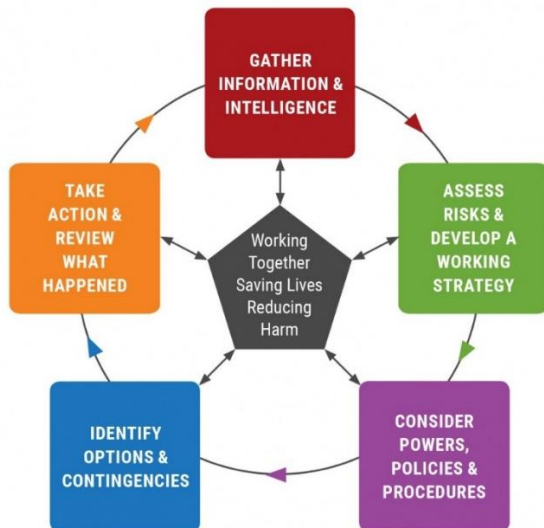 GATHER
INFORMATION &
INTELLIGENCE
ASSESS
RISKS &
DEVELOP A
WORKING
STRATEGY
CONSIDER
POWERS,
POLICIES &
PROCEDURES
IDENTIFY
OPTIONS &
CONTINGENCIES
TAKE
ACTION &
REVIEW
WHAT
HAPPENED
Working
Together
Saving Lives
Reducing
Harm